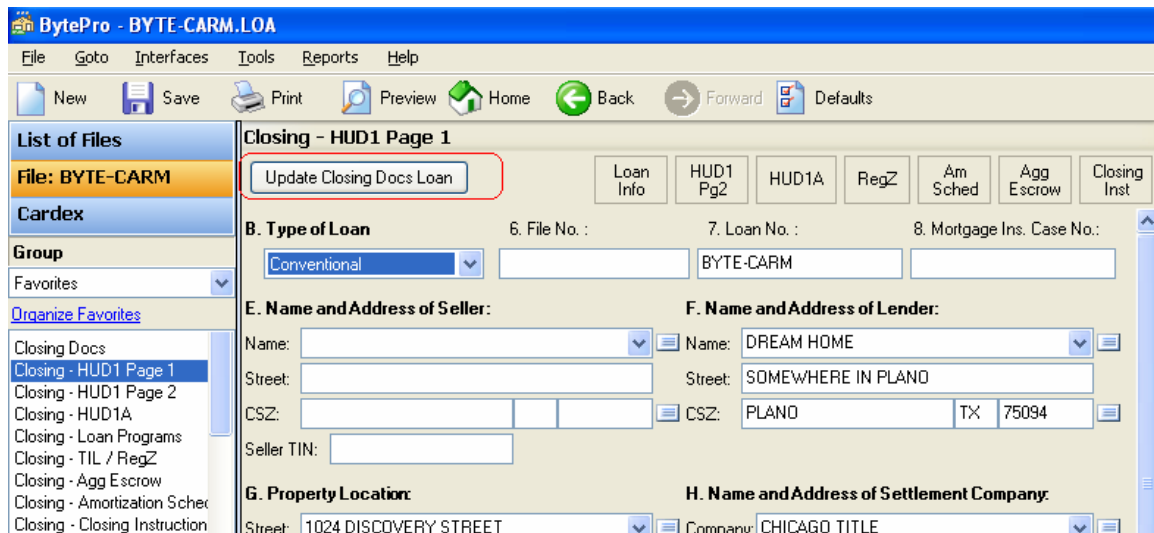 BytePro - BYTE-CARM.LOA
File Goto Interfaces Tools Reports Help
New Save Print Preview Home Back Forward Defaults
List of Files
File: BYTE-CARM
Cardex
Group
Favorites
Organize Favorites
Closing Docs
Closing - HUD1 Page 1
Closing - HUD1 Page 2
Closing - HUD1A
Closing - Loan Programs
Closing - TIL / RegZ
Closing - Agg Escrow
Closing - Amortization Sched
Closing - Closing Instruction
Closing - HUD1 Page 1
Update Closing Docs Loan
Loan Info
HUD1 Pg2
HUD1A
RegZ
Am Sched
Agg Escrow
Closing Inst
B. Type of Loan 6. File No. : 7. Loan No. : 8. Mortgage Ins. Case No.:
Conventional BYTE-CARM
E. Name and Address of Seller: F. Name and Address of Lender:
Name: Name: DREAM HOME
Street: Street: SOMEWHERE IN PLANO
CSZ: CSZ: PLANO TX 75094
Seller TIN:
G. Property Location: H. Name and Address of Settlement Company:
Street: 1024 DISCOVERY STREET Company: CHICAGO TITLE